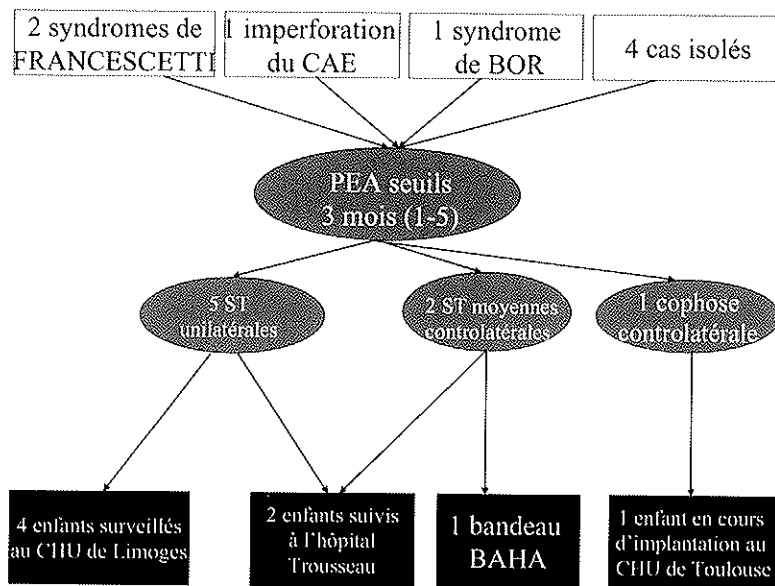 2 syndromes de
FRANCESCETTI
1 imperforation
du CAE
1 syndrome
de BOR
4 cas isolés
PEA seuils
3 mois (1-5)
5 ST
unilatérales
2 ST moyennes
controlatérales
1 cophose
controlatérale
4 enfants surveillés
au CHU de Limoges
2 enfants suivis
à l'hôpital
Trousseau
1 bandeau
BAHA
1 enfant en cours
d'implantation au
CHU de Toulouse